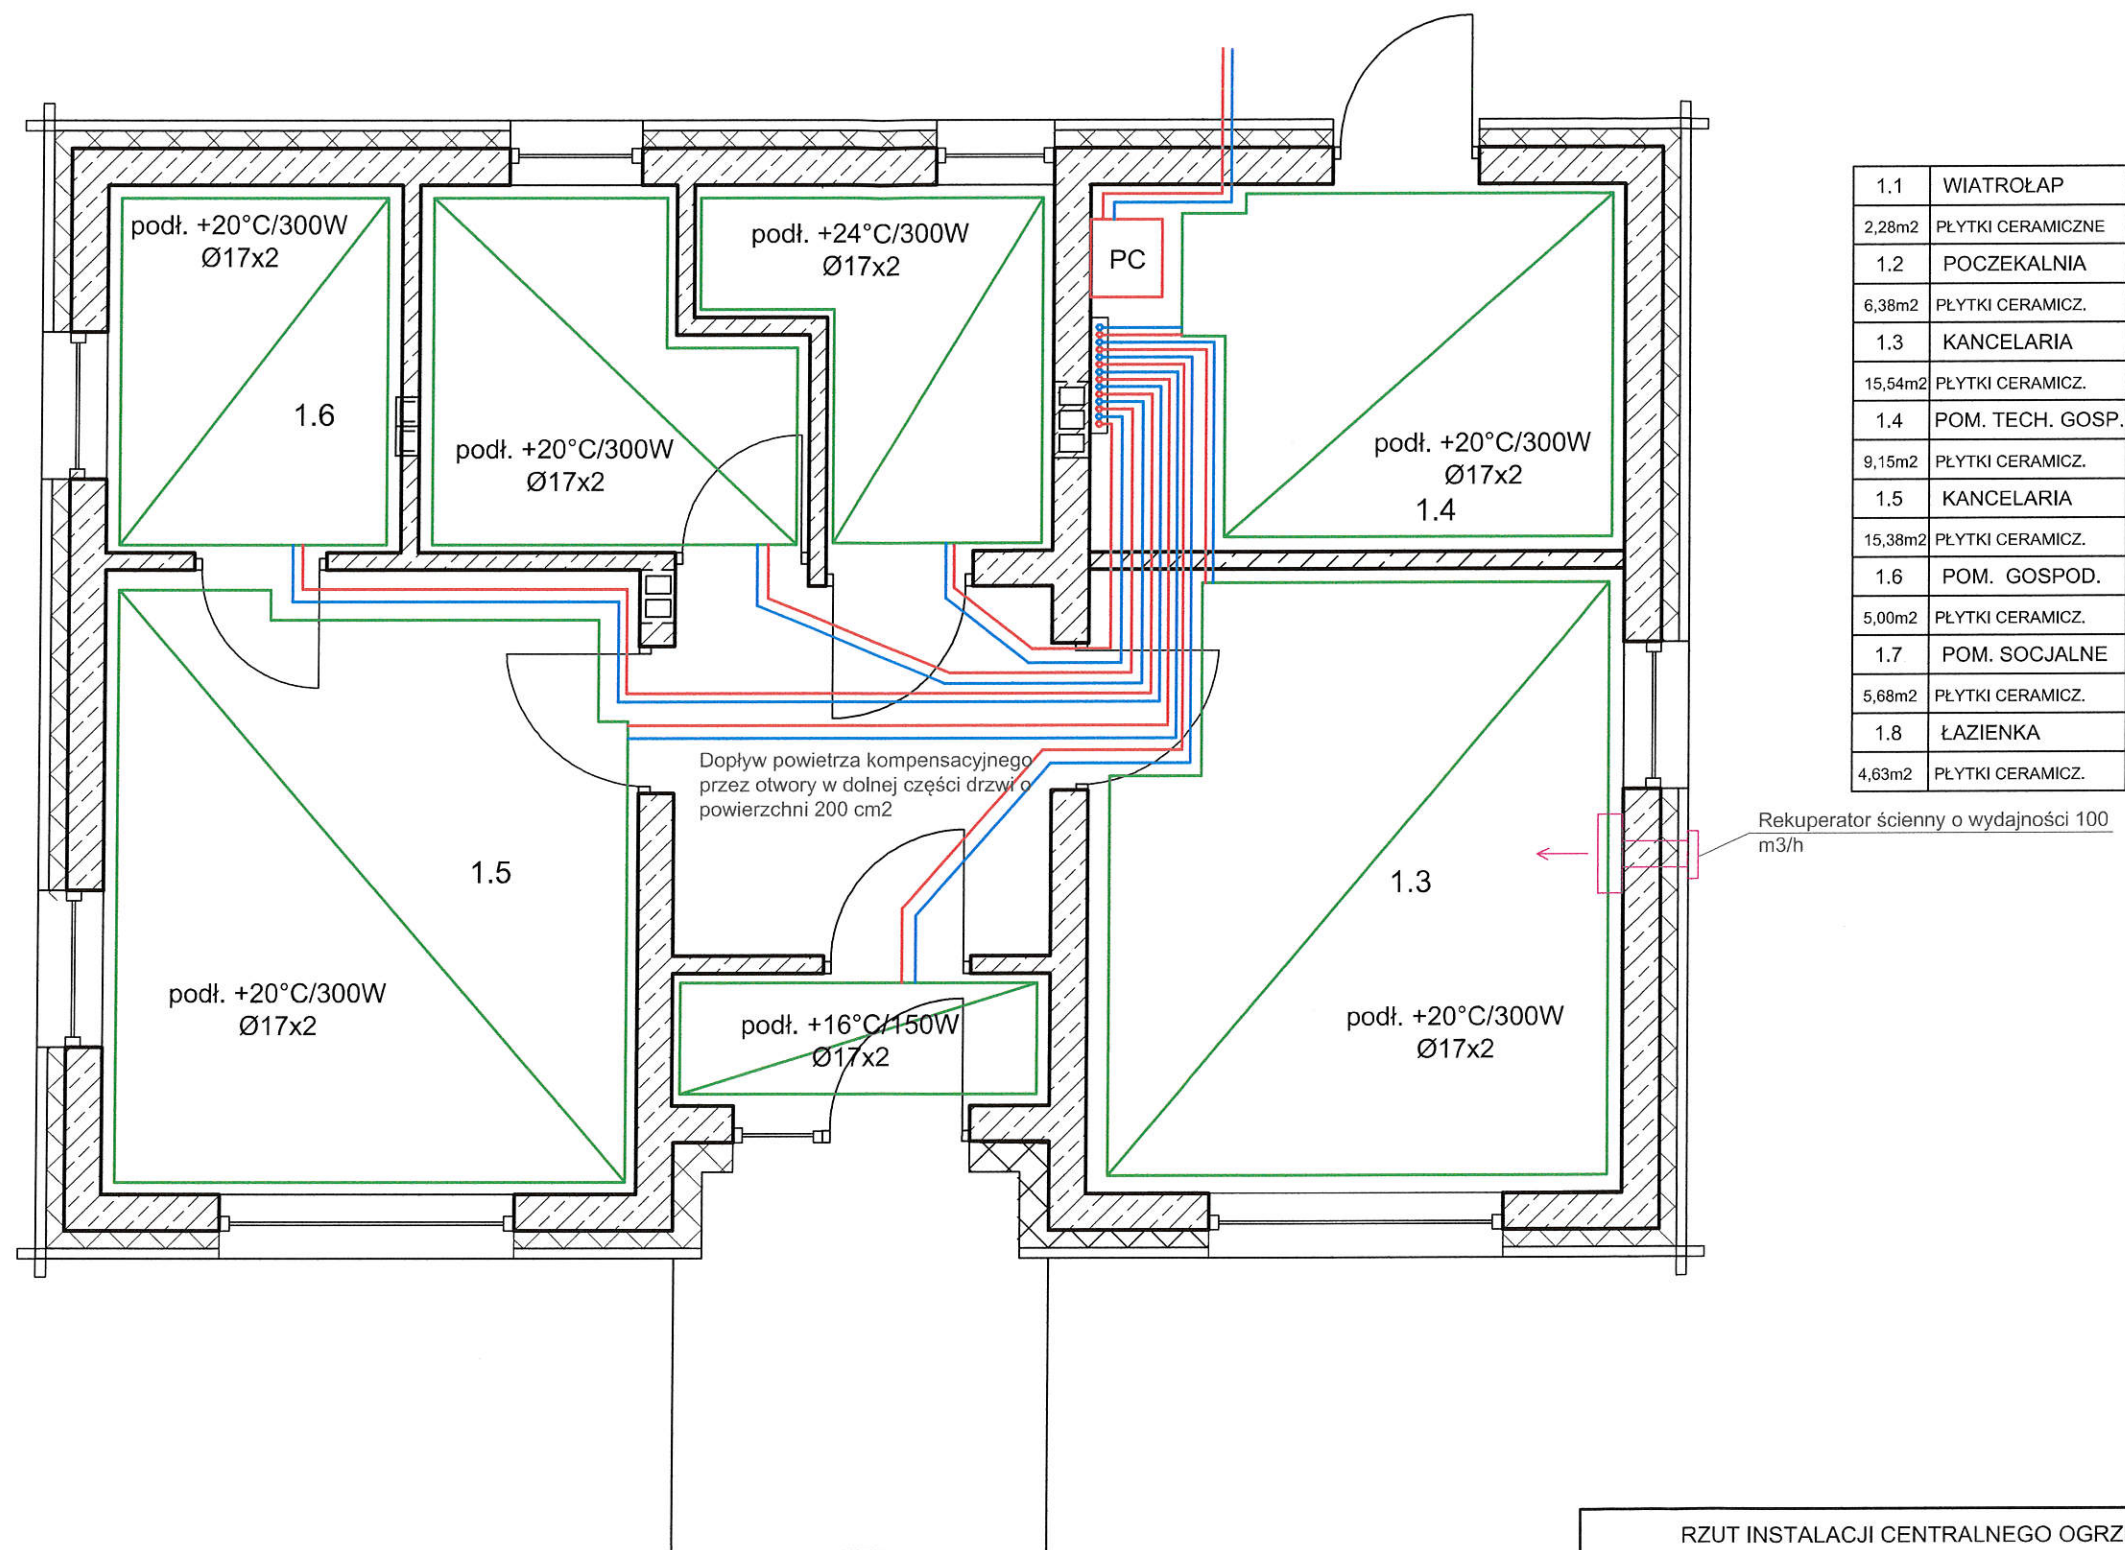 podł. +20°C/300W
Ø17x2
1.6
podł. +20°C/300W
Ø17x2
podł. +24°C/300W
Ø17x2
PC
podł. +20°C/300W
Ø17x2
1.4
Dopływ powietrza kompensacyjnego
przez otwory w dolnej części drzwi o
powierzchni 200 cm2
1.5
podł. +20°C/300W
Ø17x2
podł. +16°C/150W
Ø17x2
1.3
podł. +20°C/300W
Ø17x2
1.1 WIATROŁAP
2,28m2 PŁYTKI CERAMICZNE
1.2 POCZEKALNIA
6,38m2 PŁYTKI CERAMICZ.
1.3 KANCELARIA
15,54m2 PŁYTKI CERAMICZ.
1.4 POM. TECH. GOSP.
9,15m2 PŁYTKI CERAMICZ.
1.5 KANCELARIA
15,38m2 PŁYTKI CERAMICZ.
1.6 POM. GOSPOD.
5,00m2 PŁYTKI CERAMICZ.
1.7 POM. SOCJALNE
5,68m2 PŁYTKI CERAMICZ.
1.8 ŁAZIENKA
4,63m2 PŁYTKI CERAMICZ.
Rekuperator ścienny o wydajności 100
m3/h
RZUT INSTALACJI CENTRALNEGO OGRZ